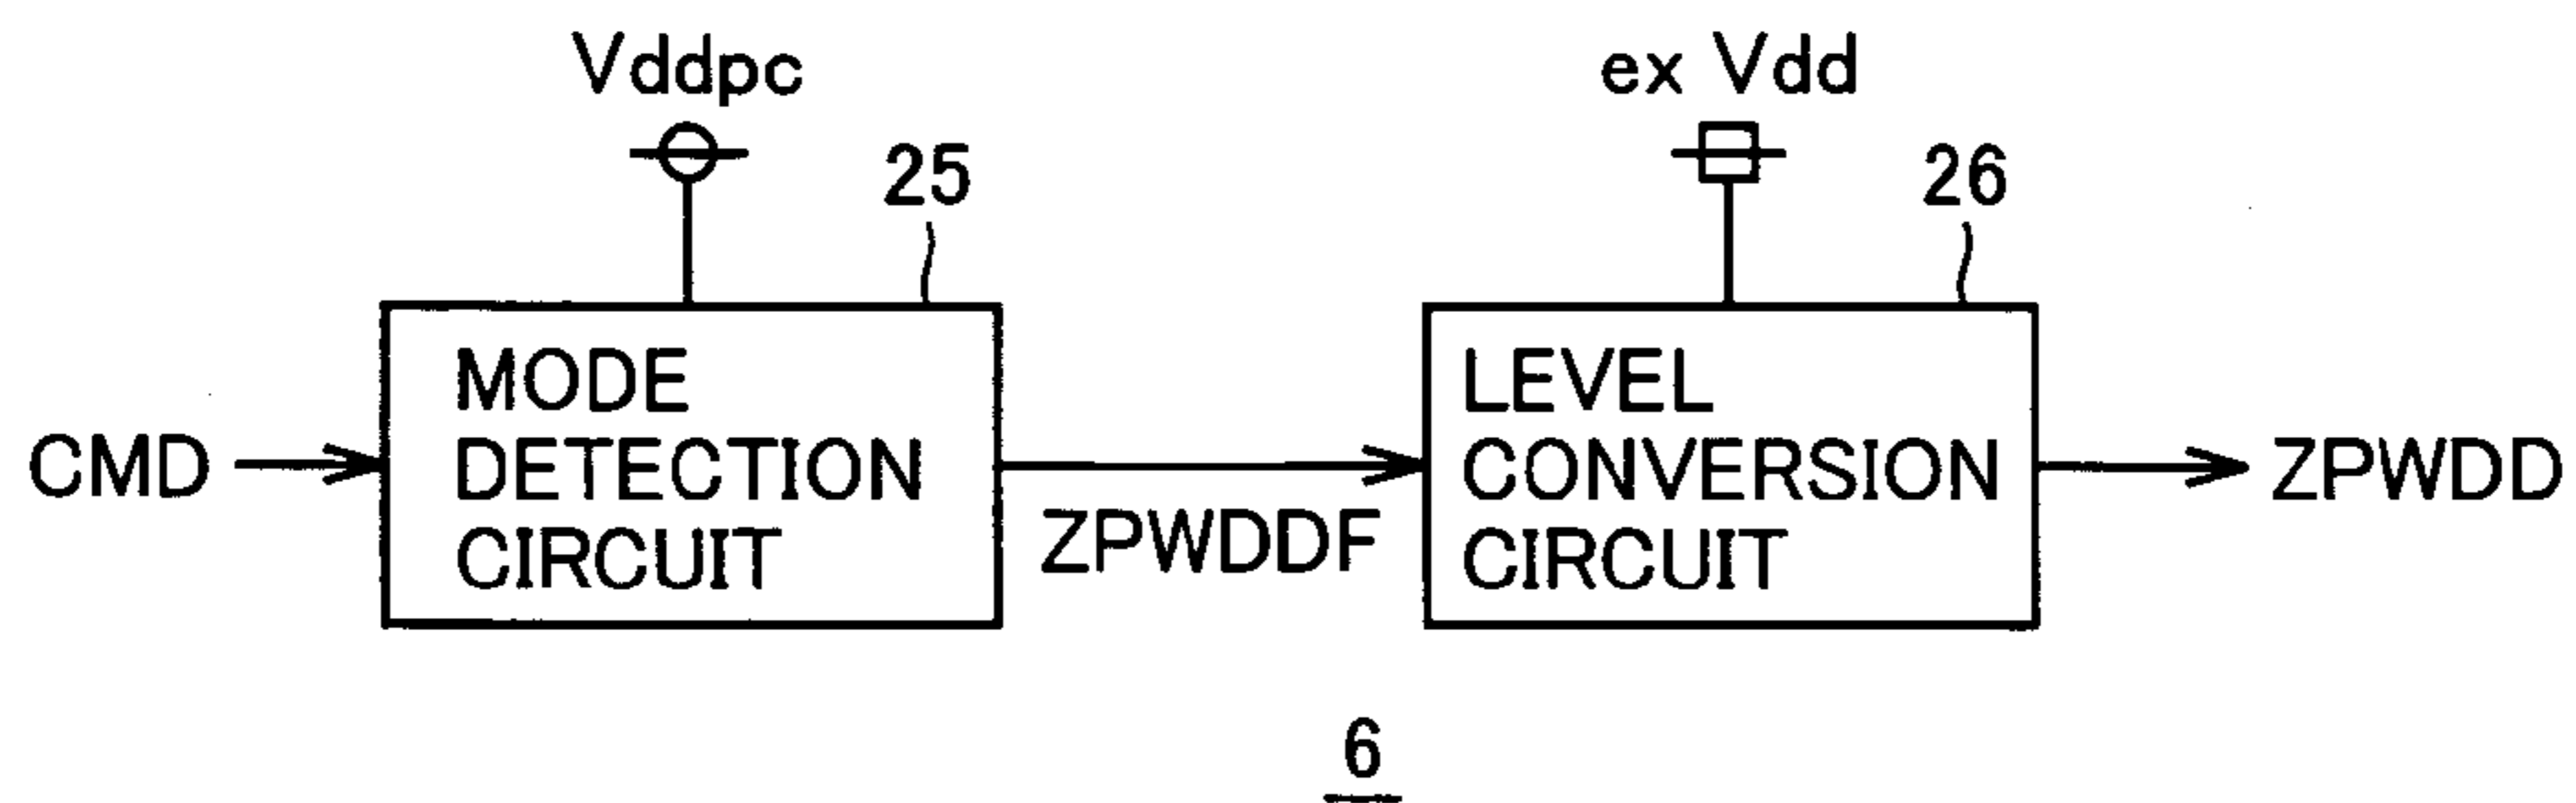 Vddpc
ex Vdd
25
26
CMD
MODE
DETECTION
CIRCUIT
ZPWDDF
LEVEL
CONVERSION
CIRCUIT
ZPWDD
6